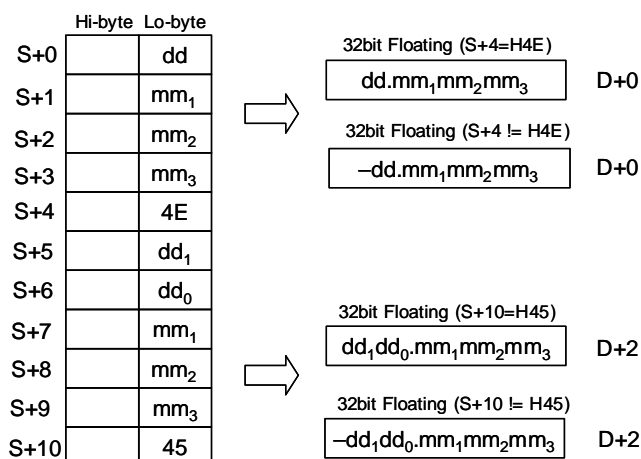 Hi-byte Lo-byte
S+0 dd
S+1 mm₁
S+2 mm₂
S+3 mm₃
S+4 4E
S+5 dd₁
S+6 dd₀
S+7 mm₁
S+8 mm₂
S+9 mm₃
S+10 45
32bit Floating (S+4=H4E)
dd.mm₁mm₂mm₃ D+0
32bit Floating (S+4 != H4E)
–dd.mm₁mm₂mm₃ D+0
32bit Floating (S+10=H45)
dd₁dd₀.mm₁mm₂mm₃ D+2
32bit Floating (S+10 != H45)
–dd₁dd₀.mm₁mm₂mm₃ D+2